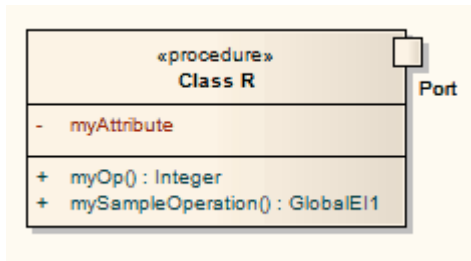 «procedure»
Class R
Port
- myAttribute
+ myOp() : Integer
+ mySampleOperation() : GlobalEl1